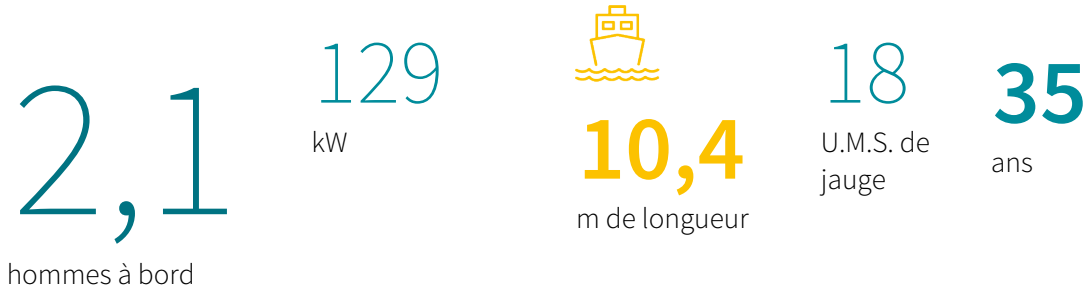 2,1
hommes à bord
129
kW
10,4
m de longueur
18
U.M.S. de
jauge
35
ans